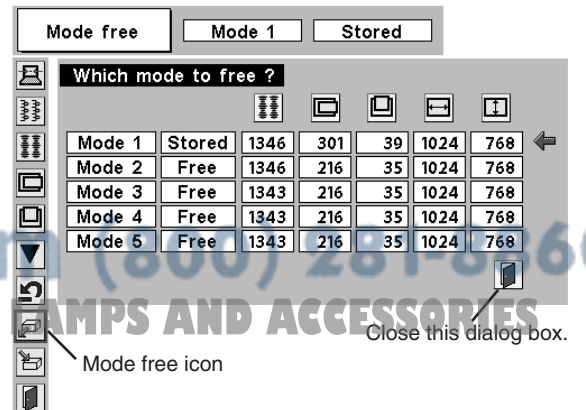 Mode free Mode 1 Stored
Which mode to free ?
Mode 1 Stored 1346 301 39 1024 768
Mode 2 Free 1346 216 35 1024 768
Mode 3 Free 1343 216 35 1024 768
Mode 4 Free 1343 216 35 1024 768
Mode 5 Free 1343 216 35 1024 768
m (800) 281-8860
LAMPS AND ACCESSORIES
Close this dialog box.
Mode free icon